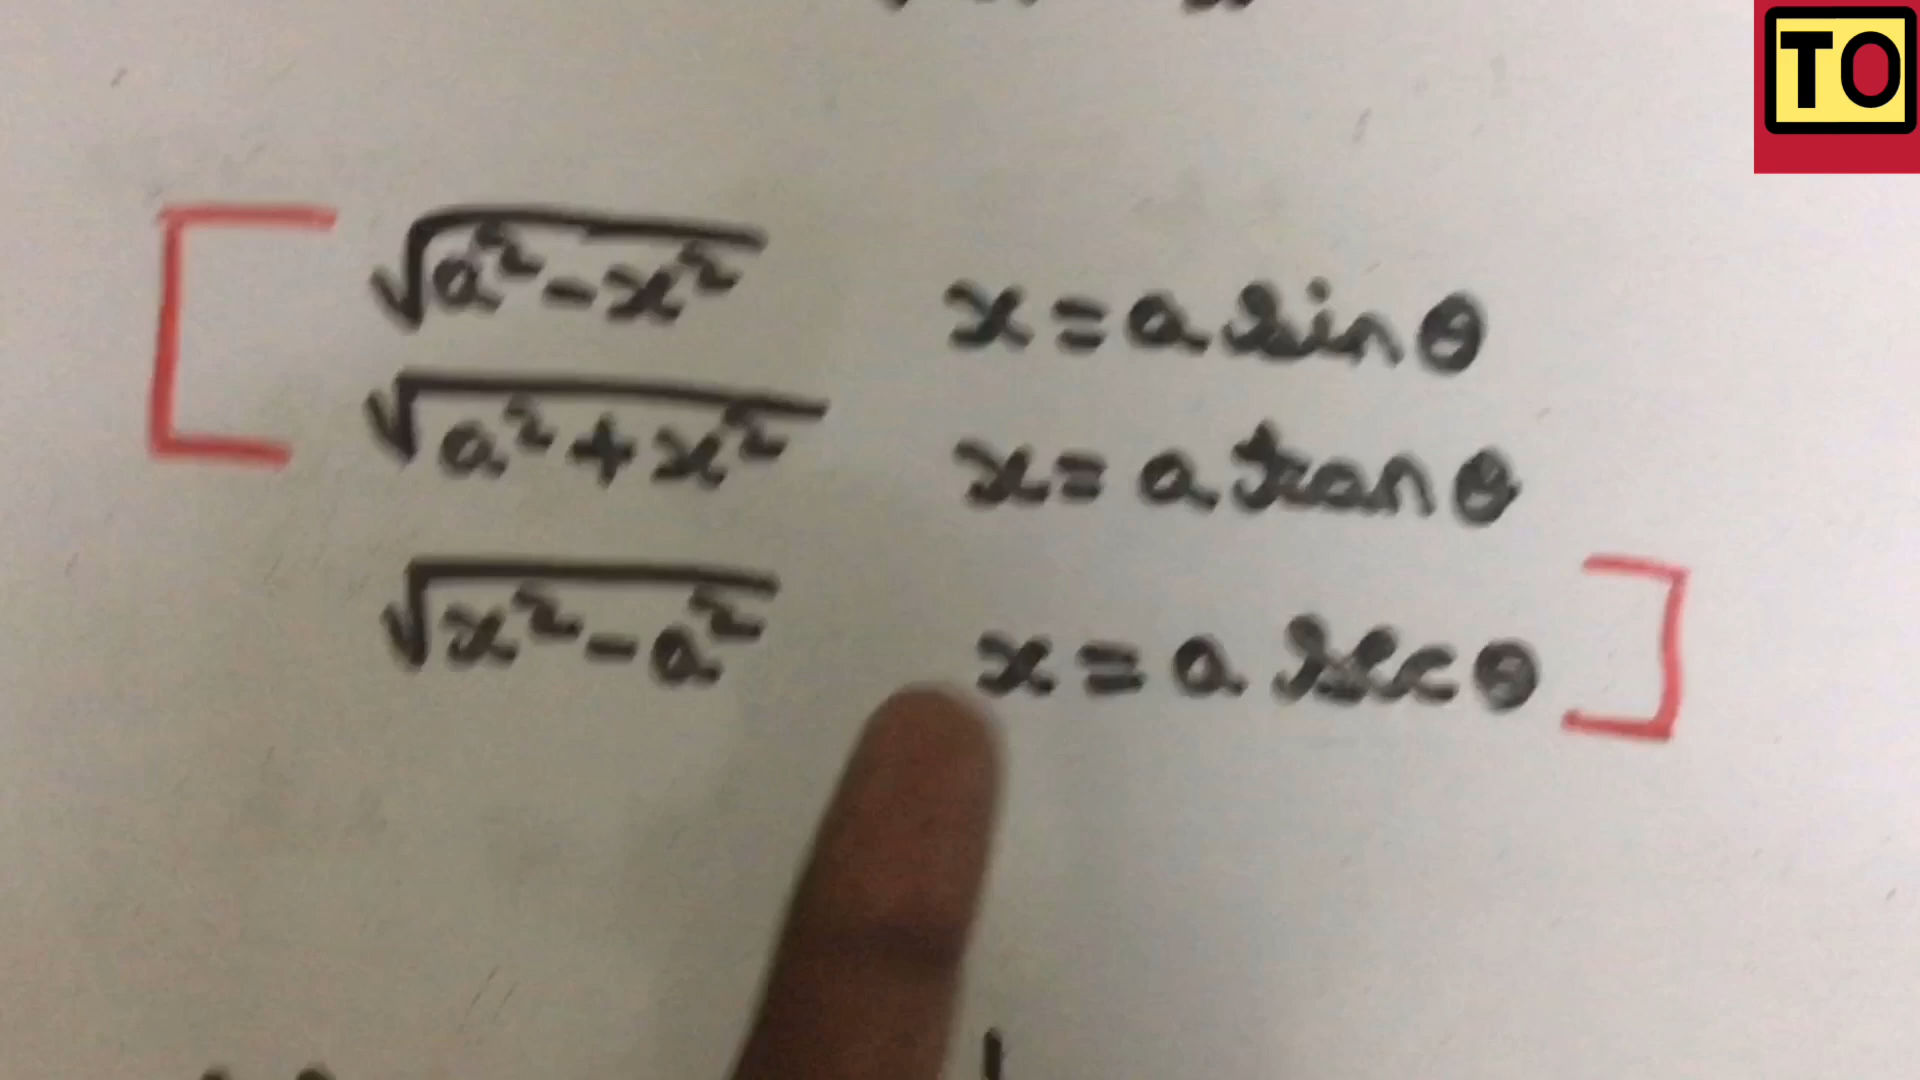 TO
√a²-x² x = a sin θ
√a²+x² x = a tan θ
√x²-a² x = a sec θ